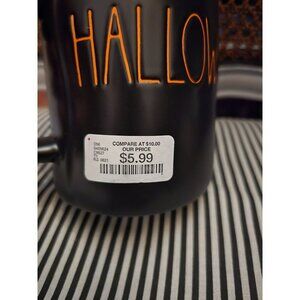 HALLOW
COMPARE AT $10.00
OUR PRICE
$5.99